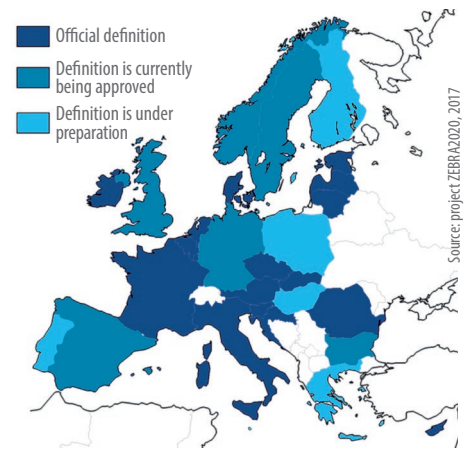 Official definition
Definition is currently
being approved
Definition is under
preparation
Source: project ZEBRA2020, 2017